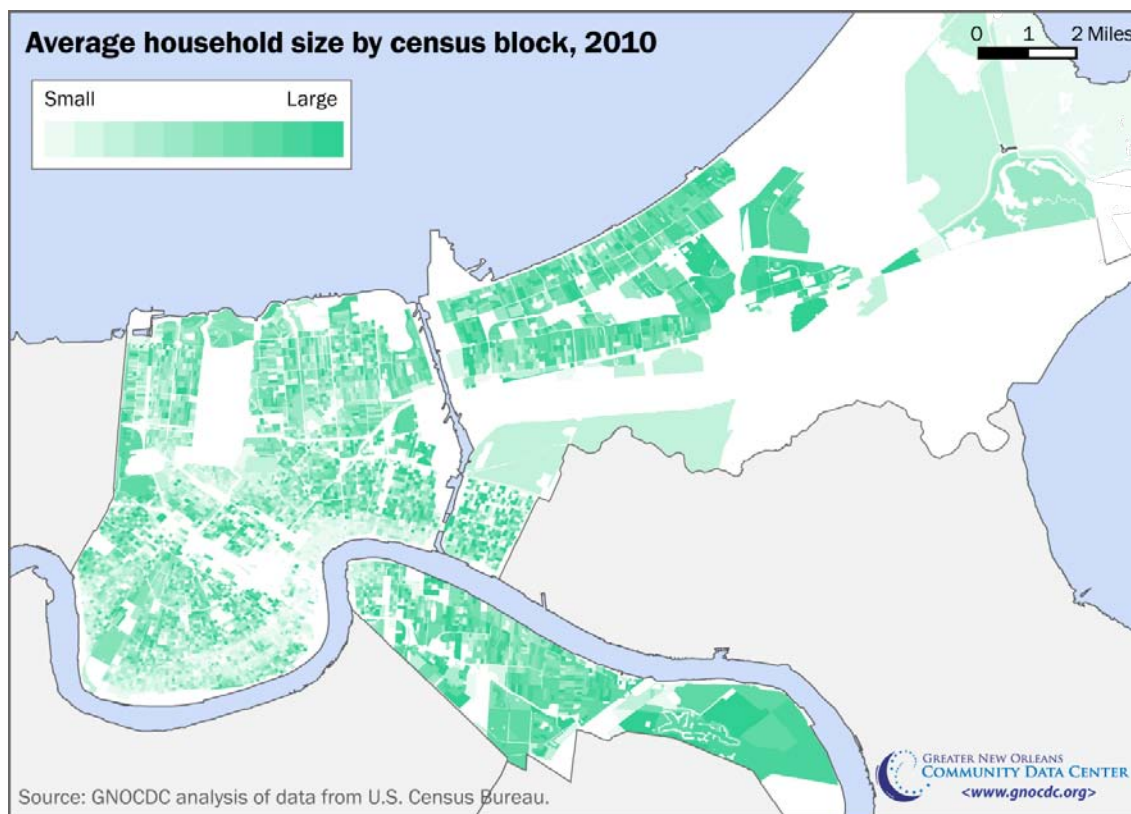 Average household size by census block, 2010
0 1 2 Miles
Small Large
GREATER NEW ORLEANS
COMMUNITY DATA CENTER
<www.gnocdc.org>
Source: GNOCDC analysis of data from U.S. Census Bureau.